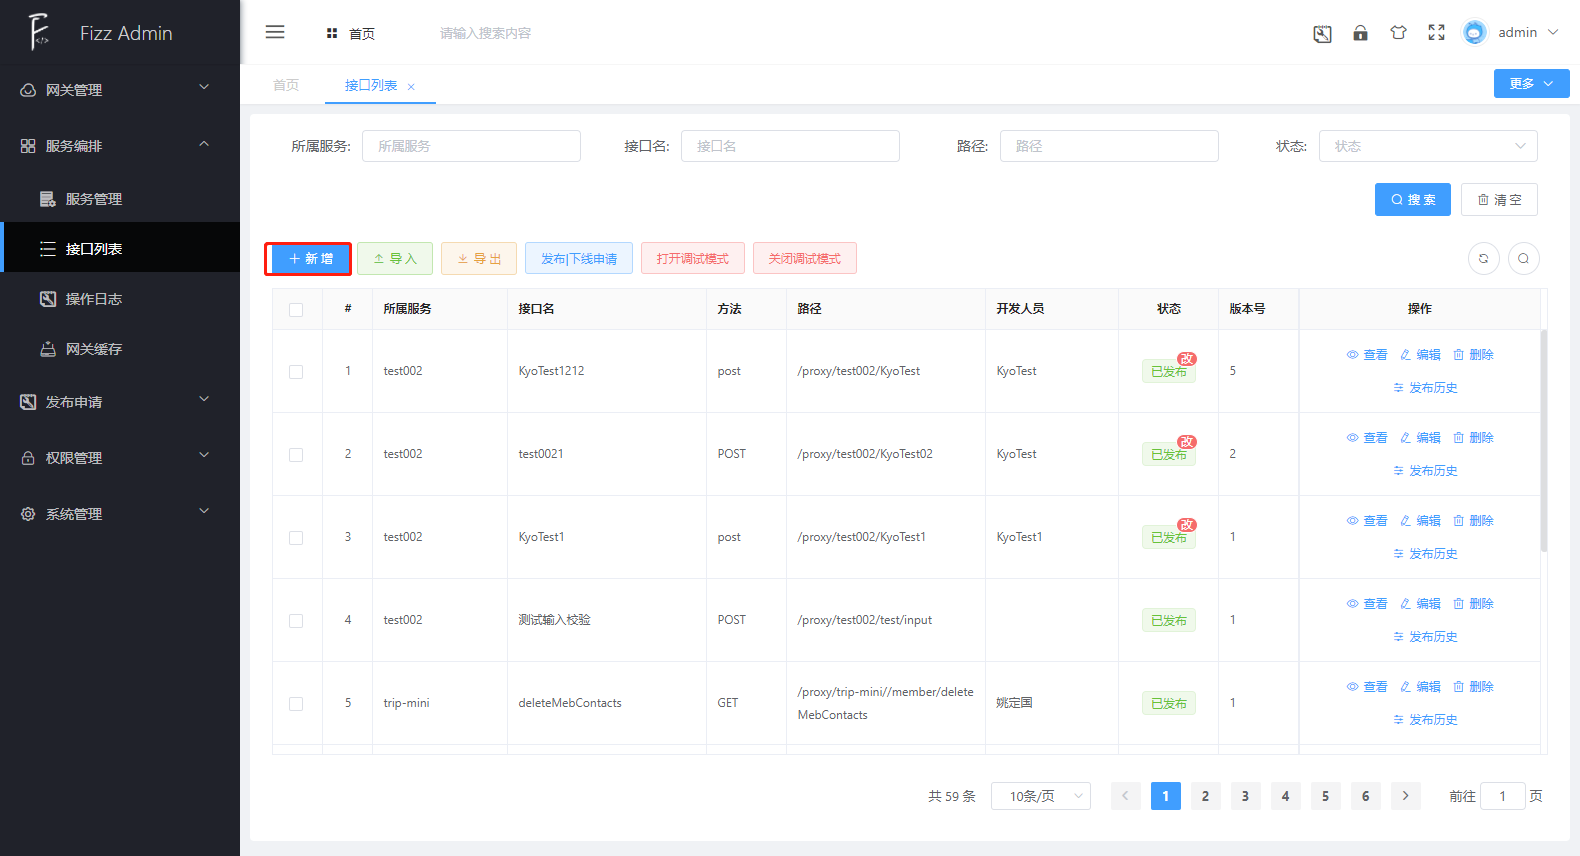 Fizz Admin
首页
请输入搜索内容
admin
网关管理
服务编排
服务管理
接口列表
操作日志
网关缓存
发布申请
权限管理
系统管理
首页 接口列表
更多
所属服务: 所属服务 接口名: 接口名 路径: 路径 状态: 状态
搜 索 清 空
新 增 导 入 导 出 发布|下线申请 打开调试模式 关闭调试模式
# 所属服务 接口名 方法 路径 开发人员 状态 版本号 操作
1 test002 KyoTest1212 post /proxy/test002/KyoTest KyoTest 已发布 改 5 查看 编辑 删除
发布历史
2 test002 test0021 POST /proxy/test002/KyoTest02 KyoTest 已发布 改 2 查看 编辑 删除
发布历史
3 test002 KyoTest1 post /proxy/test002/KyoTest1 KyoTest1 已发布 改 1 查看 编辑 删除
发布历史
4 test002 测试输入校验 POST /proxy/test002/test/input 已发布 1 查看 编辑 删除
发布历史
5 trip-mini deleteMebContacts GET /proxy/trip-mini//member/delete
MebContacts 姚定国 已发布 1 查看 编辑 删除
发布历史
共 59 条 10条/页 1 2 3 4 5 6 前往 1 页